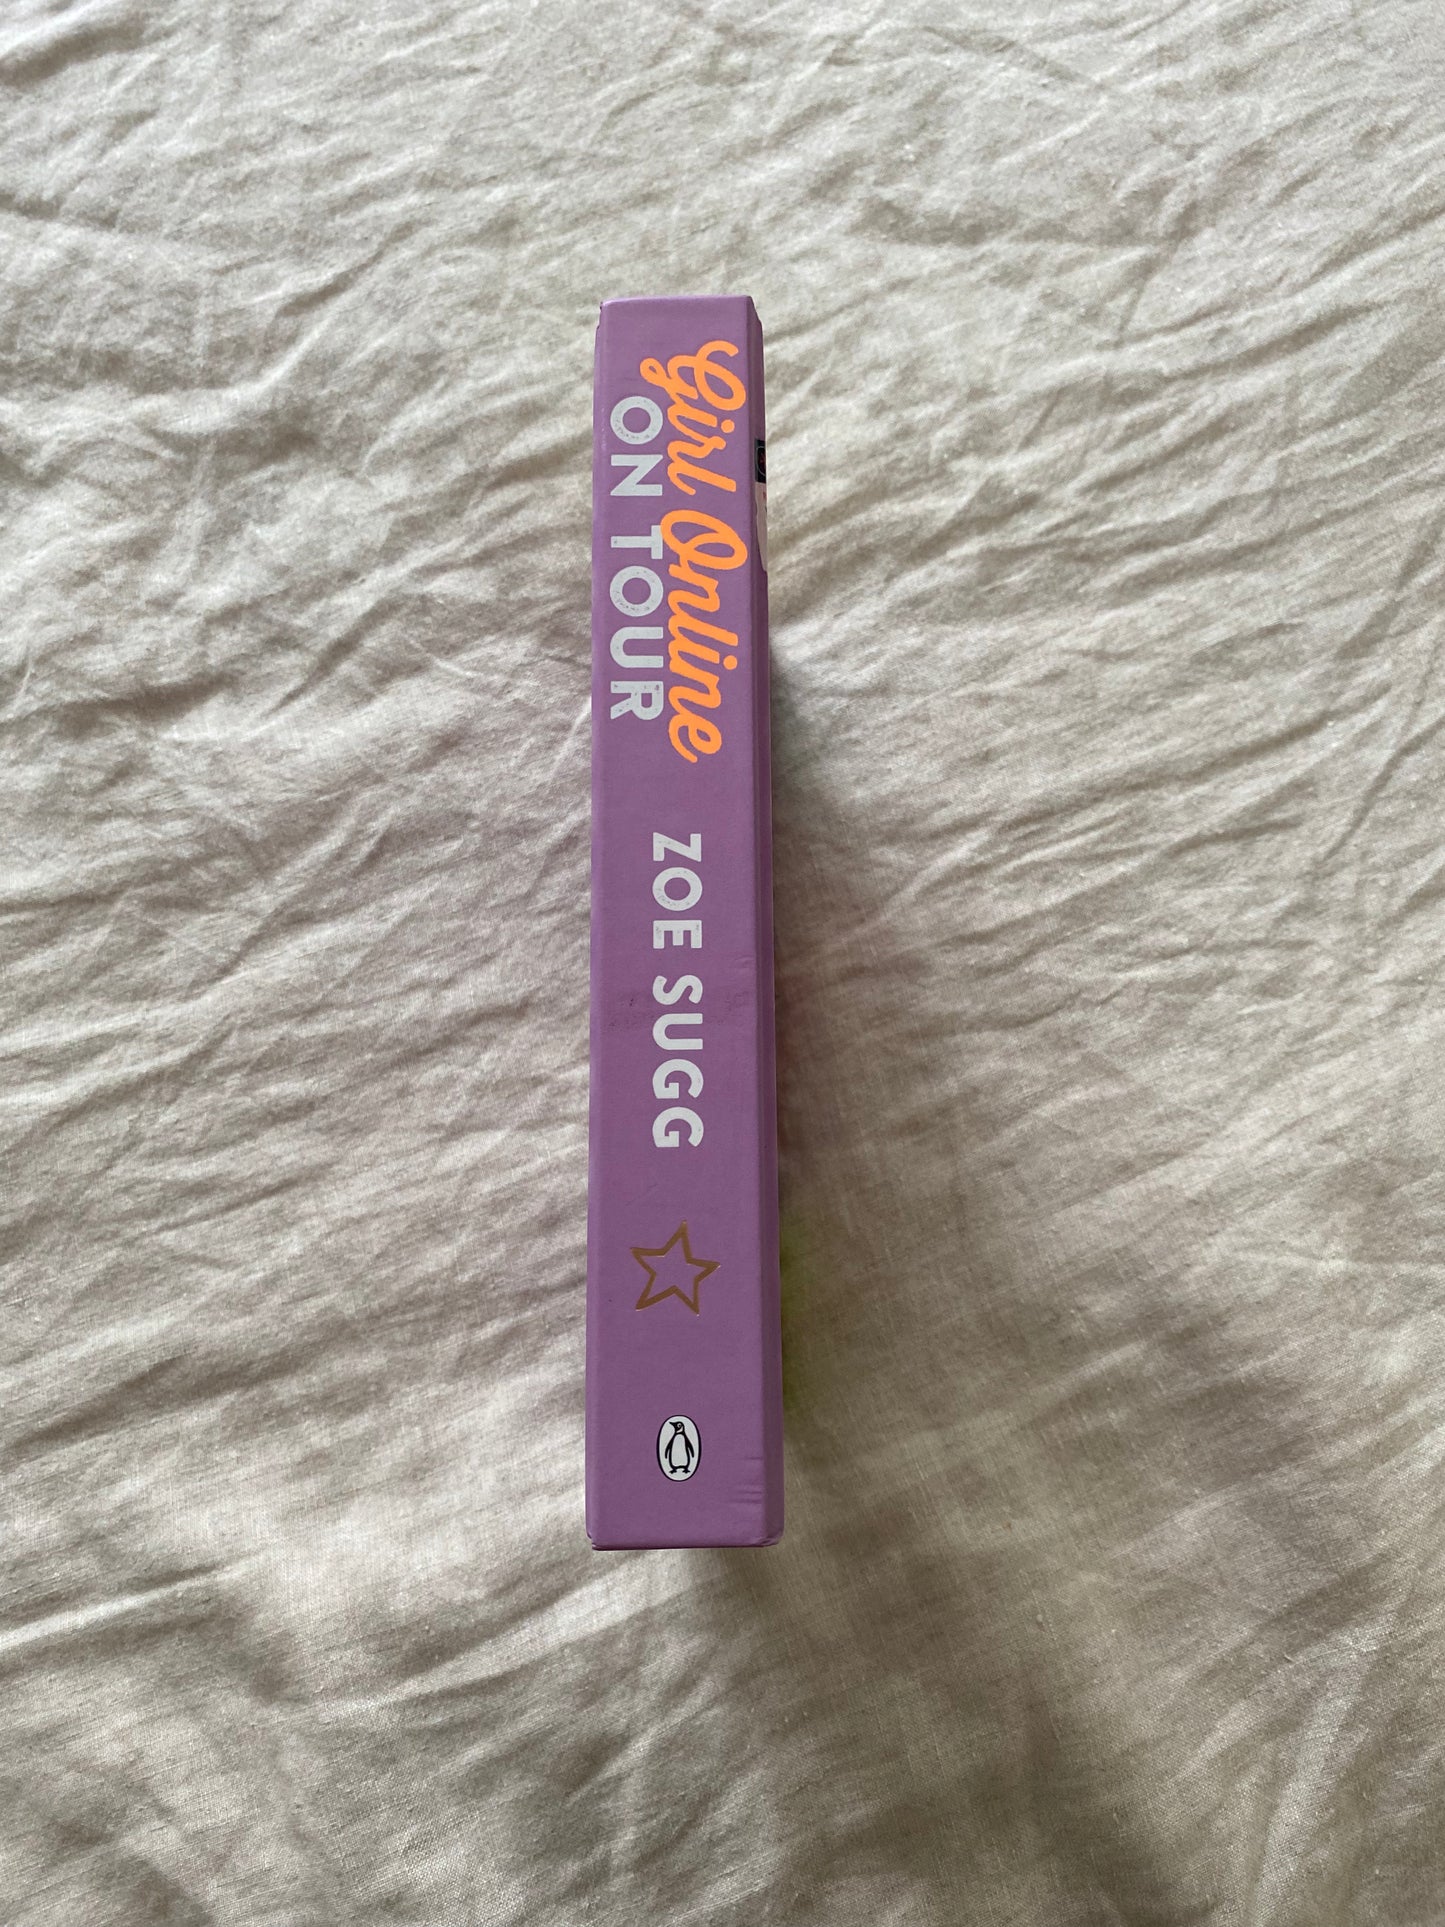 Girl Online
ON TOUR
ZOE SUGG